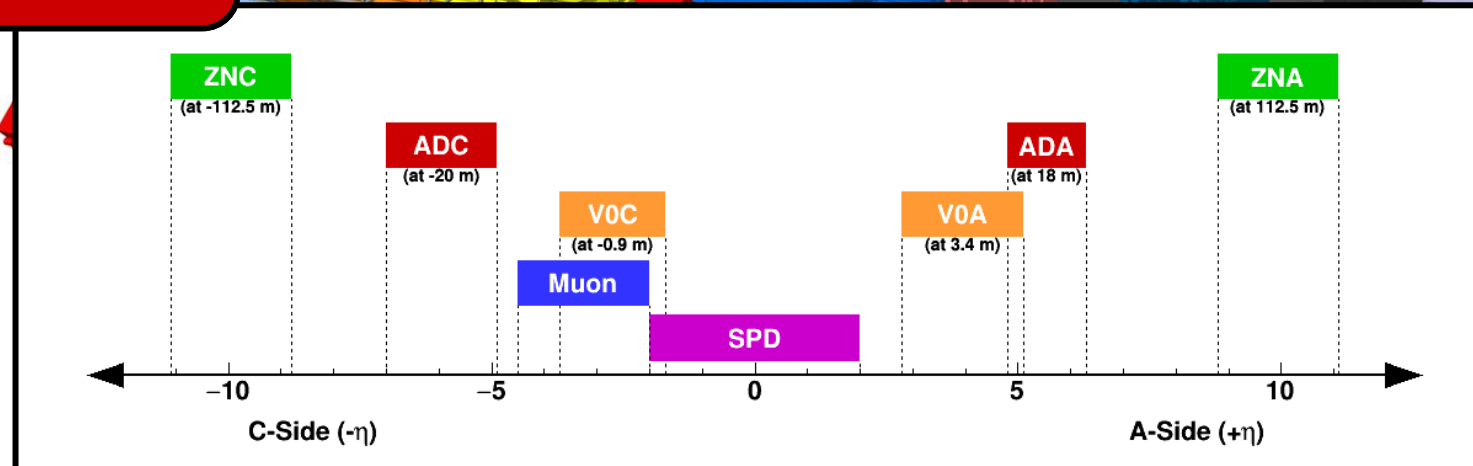 ZNC
(at -112.5 m)
ZNA
(at 112.5 m)
ADC
(at -20 m)
ADA
(at 18 m)
V0C
(at -0.9 m)
V0A
(at 3.4 m)
Muon
SPD
−10 −5 0 5 10
C-Side (-η) A-Side (+η)